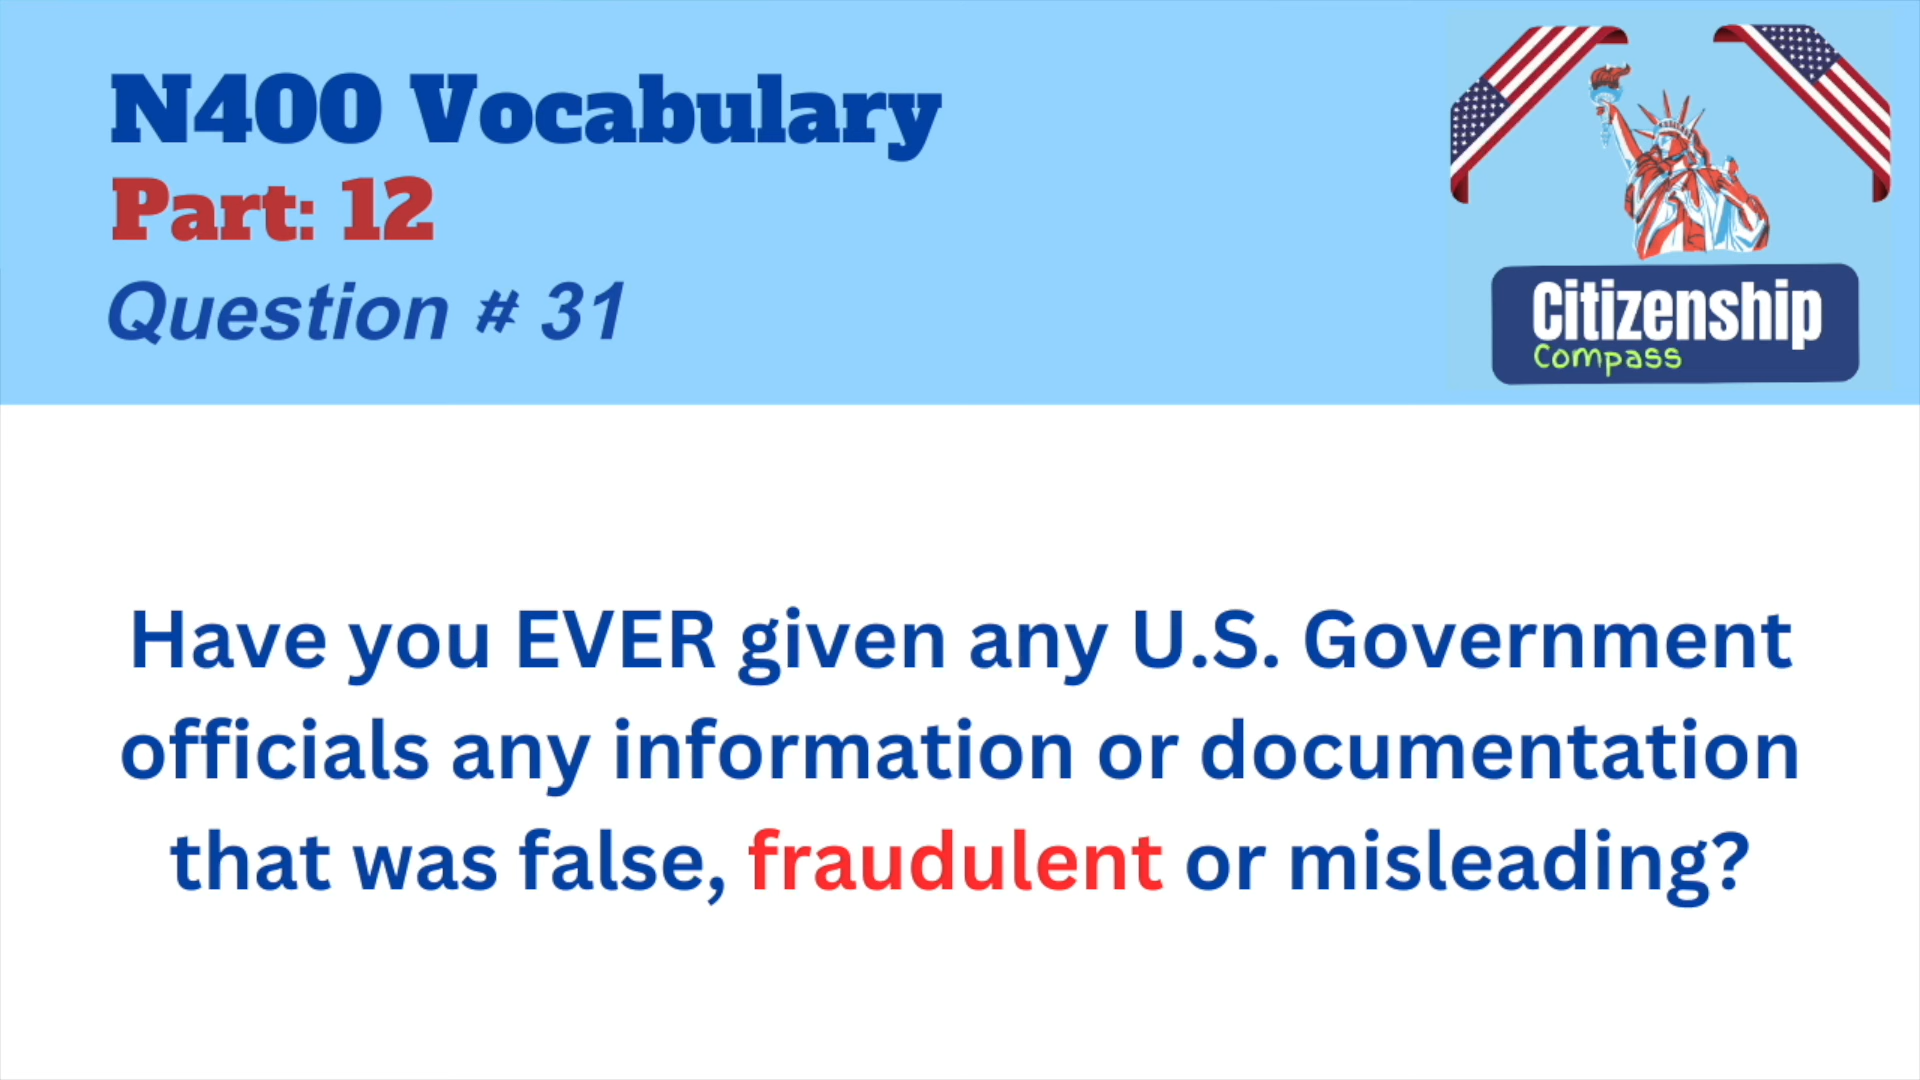 N400 Vocabulary
Part: 12
Question # 31
Citizenship
Compass
Have you EVER given any U.S. Government
officials any information or documentation
that was false, fraudulent or misleading?